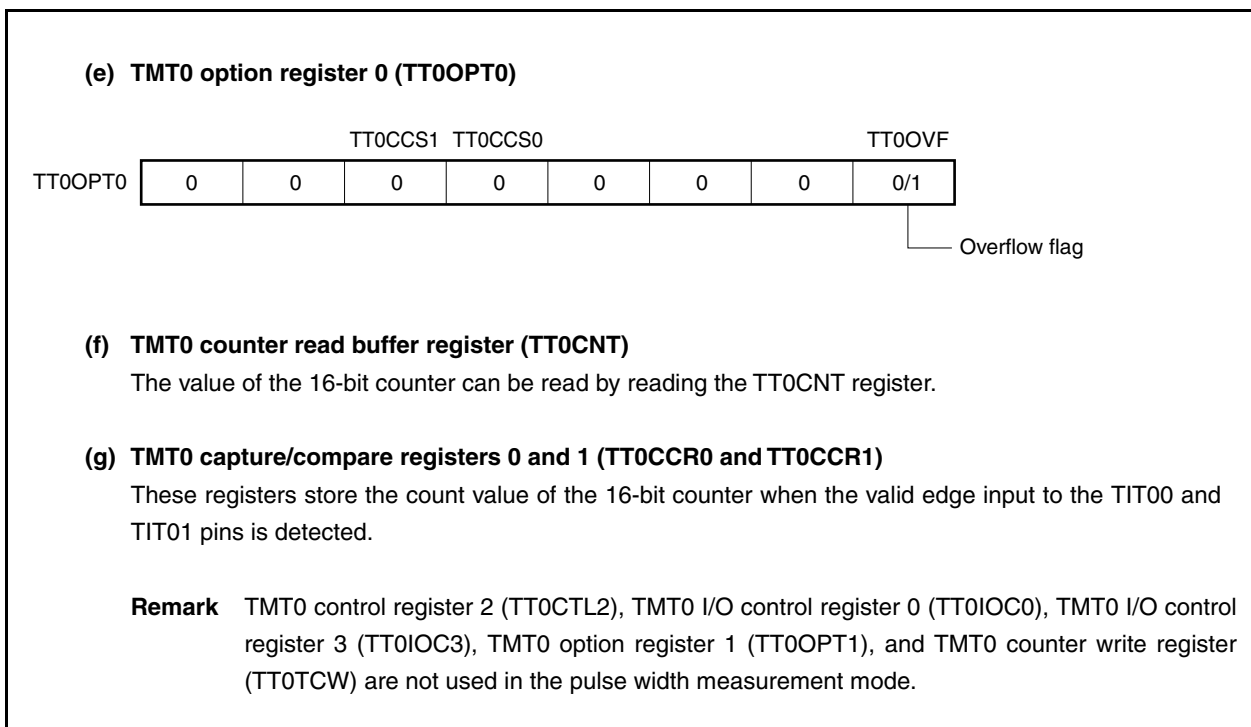 (e) TMT0 option register 0 (TT0OPT0)
TT0CCS1 TT0CCS0 TT0OVF
TT0OPT0 0 0 0 0 0 0 0 0/1
Overflow flag
(f) TMT0 counter read buffer register (TT0CNT)
The value of the 16-bit counter can be read by reading the TT0CNT register.
(g) TMT0 capture/compare registers 0 and 1 (TT0CCR0 and TT0CCR1)
These registers store the count value of the 16-bit counter when the valid edge input to the TIT00 and
TIT01 pins is detected.
Remark TMT0 control register 2 (TT0CTL2), TMT0 I/O control register 0 (TT0IOC0), TMT0 I/O control
register 3 (TT0IOC3), TMT0 option register 1 (TT0OPT1), and TMT0 counter write register
(TT0TCW) are not used in the pulse width measurement mode.